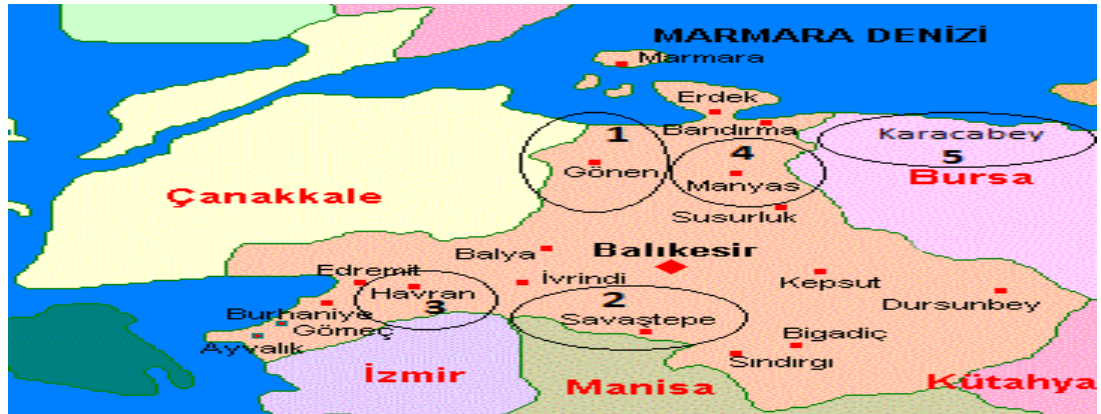 MARMARA DENİZİ
Marmara
Erdek
Bandırma
1
Karacabey
4
5
Gönen
Manyas
Bursa
Çanakkale
Susurluk
Balya
Balıkesir
Edremit
İvrindi
Kepsut
Havran
3
2
Dursunbey
Burhaniye
Gömeç
Savaştepe
Ayvalık
Bigadiç
Sındırgı
İzmir
Manisa
Kütahya